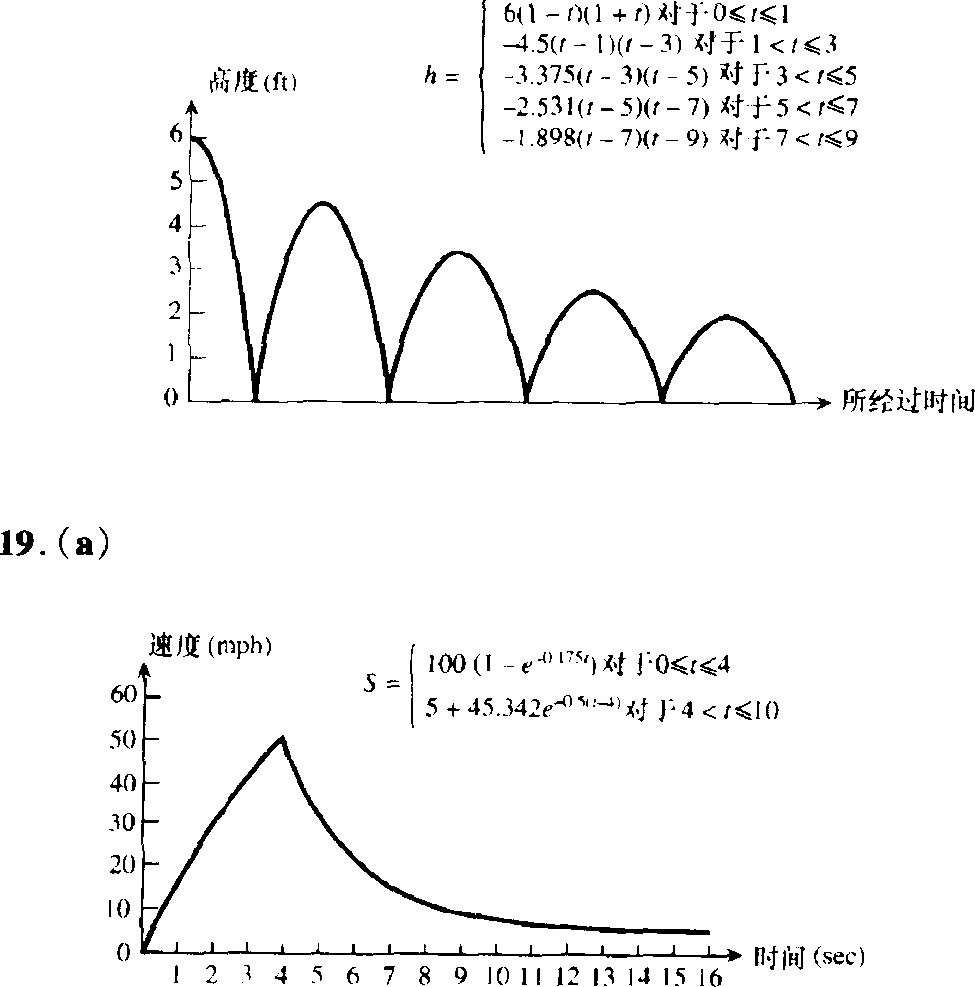 6(1 − t)(1 + t) 对于 0⩽t⩽1
−4.5(t − 1)(t − 3) 对于 1 < t⩽3
h = −3.375(t − 3)(t − 5) 对于 3 < t⩽5
−2.531(t − 5)(t − 7) 对于 5 < t⩽7
−1.898(t − 7)(t − 9) 对于 7 < t⩽9
高度 (ft)
6
5
4
3
2
1
0
所经过时间
19.(a)
速度 (mph)
S = 100 (1 − e^-0.175t) 对于 0⩽t⩽4
5 + 45.342e^-0.5(t-4) 对于 4 < t⩽10
60
50
40
30
20
10
0
1 2 3 4 5 6 7 8 9 10 11 12 13 14 15 16
时间 (sec)